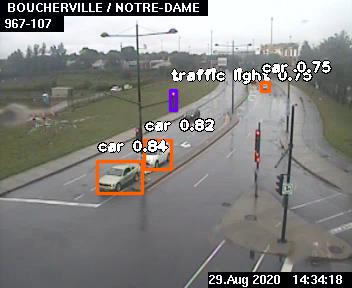 BOUCHERVILLE / NOTRE-DAME
967-107
car 0.75
traffic light 0.75
car 0.82
car 0.84
29.Aug 2020 14:34:18